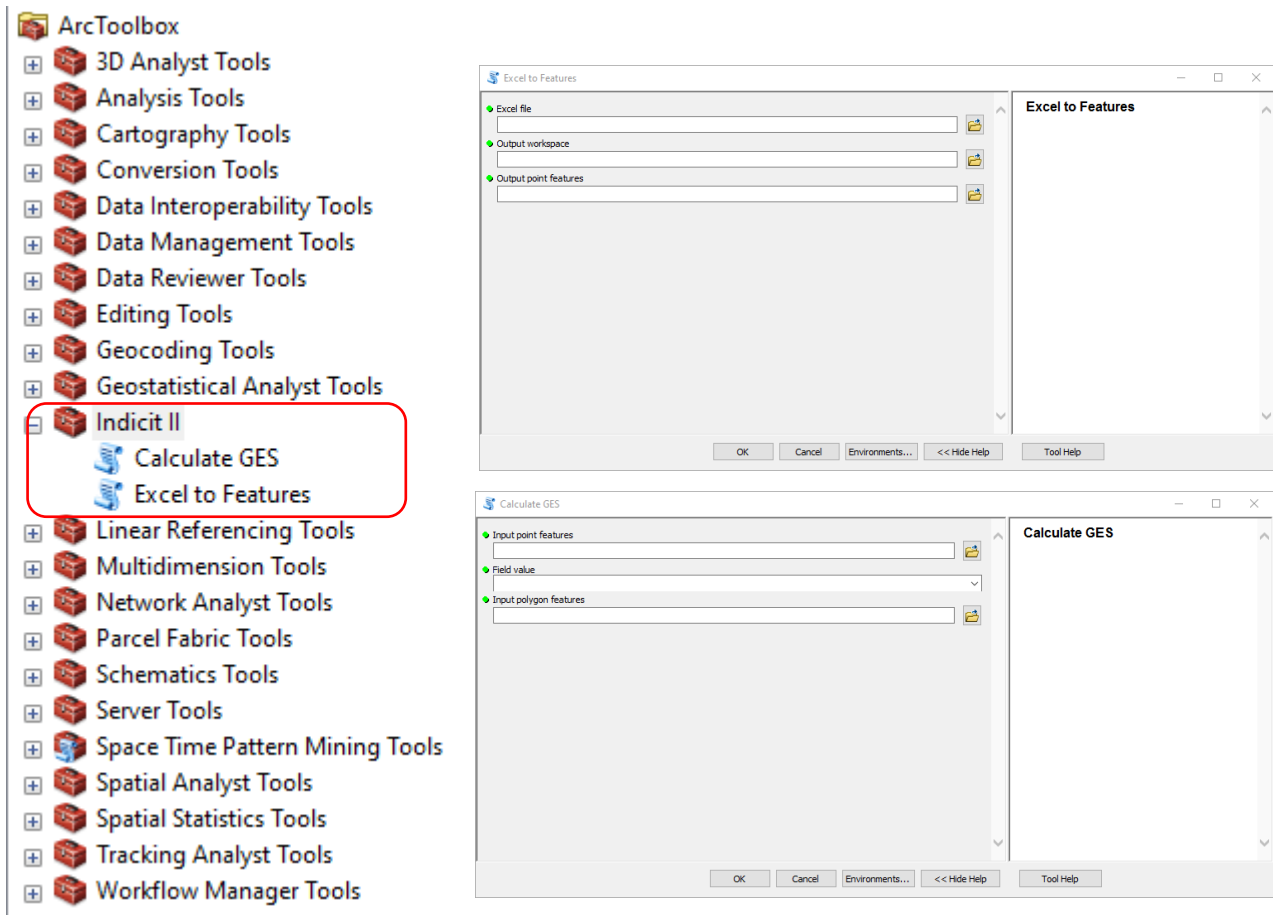 ArcToolbox
3D Analyst Tools
Analysis Tools
Cartography Tools
Conversion Tools
Data Interoperability Tools
Data Management Tools
Data Reviewer Tools
Editing Tools
Geocoding Tools
Geostatistical Analyst Tools
Indicit II
Calculate GES
Excel to Features
Linear Referencing Tools
Multidimension Tools
Network Analyst Tools
Parcel Fabric Tools
Schematics Tools
Server Tools
Space Time Pattern Mining Tools
Spatial Analyst Tools
Spatial Statistics Tools
Tracking Analyst Tools
Workflow Manager Tools
Excel to Features
Excel file
Output workspace
Output point features
Excel to Features
OK Cancel Environments... << Hide Help Tool Help
Calculate GES
Input point features
Field value
Input polygon features
Calculate GES
OK Cancel Environments... << Hide Help Tool Help